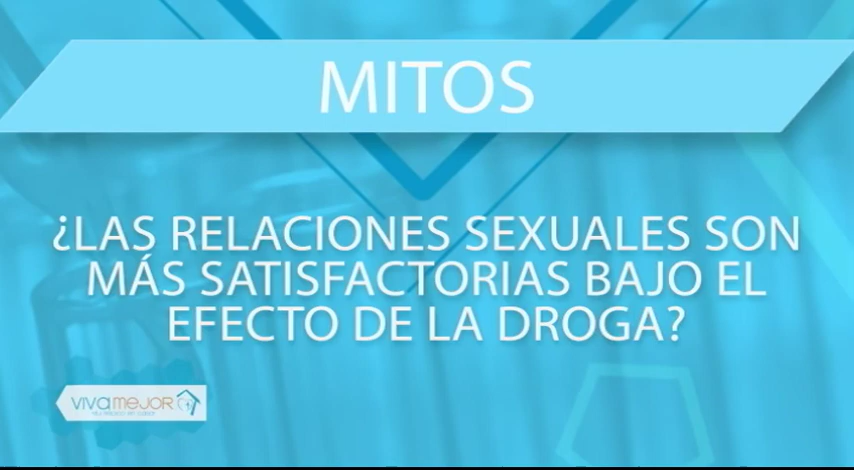 MITOS
¿LAS RELACIONES SEXUALES SON
MÁS SATISFACTORIAS BAJO EL
EFECTO DE LA DROGA?
VIVAMEJOR